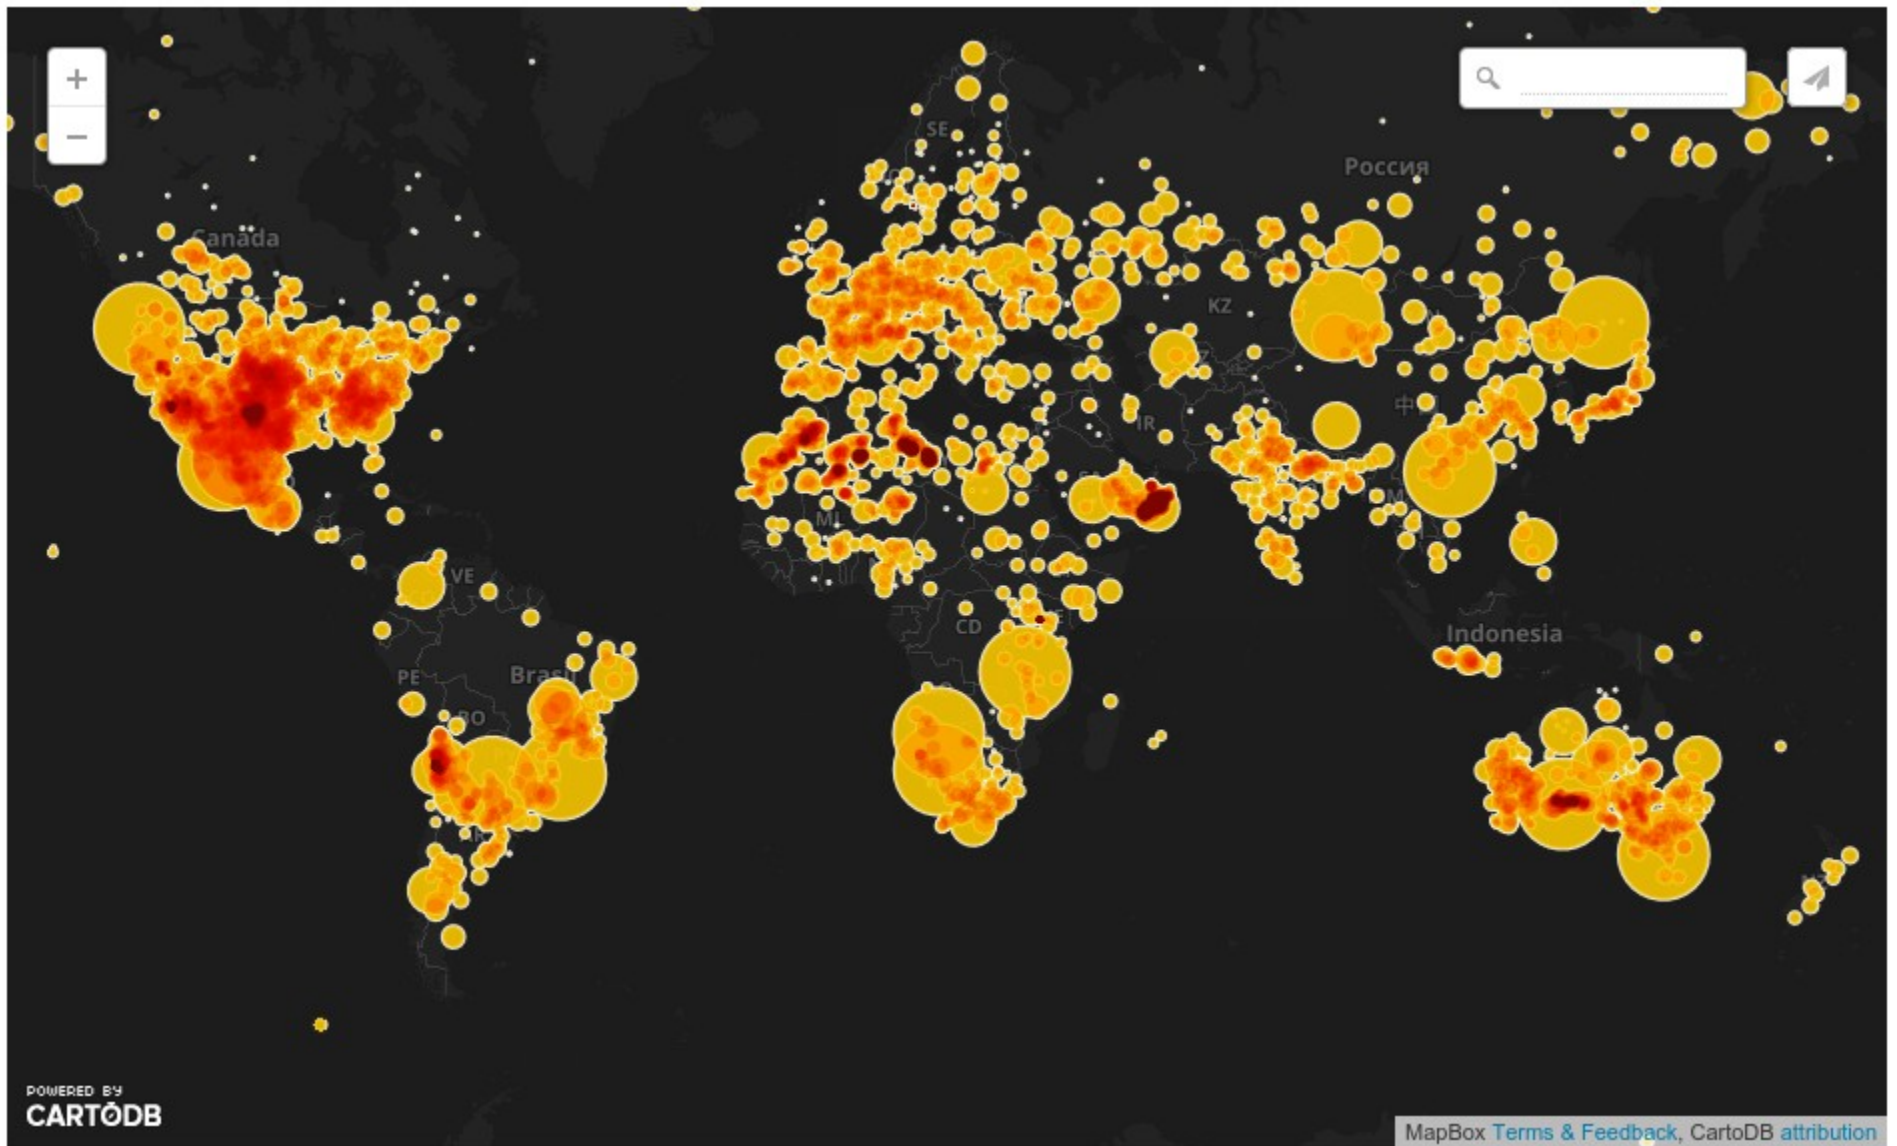 +
−
SE
Россия
Canada
KZ
IR
ML
VE
CD
Indonesia
PE
Brasil
BO
POWERED BY
CARTODB
MapBox Terms & Feedback, CartoDB attribution